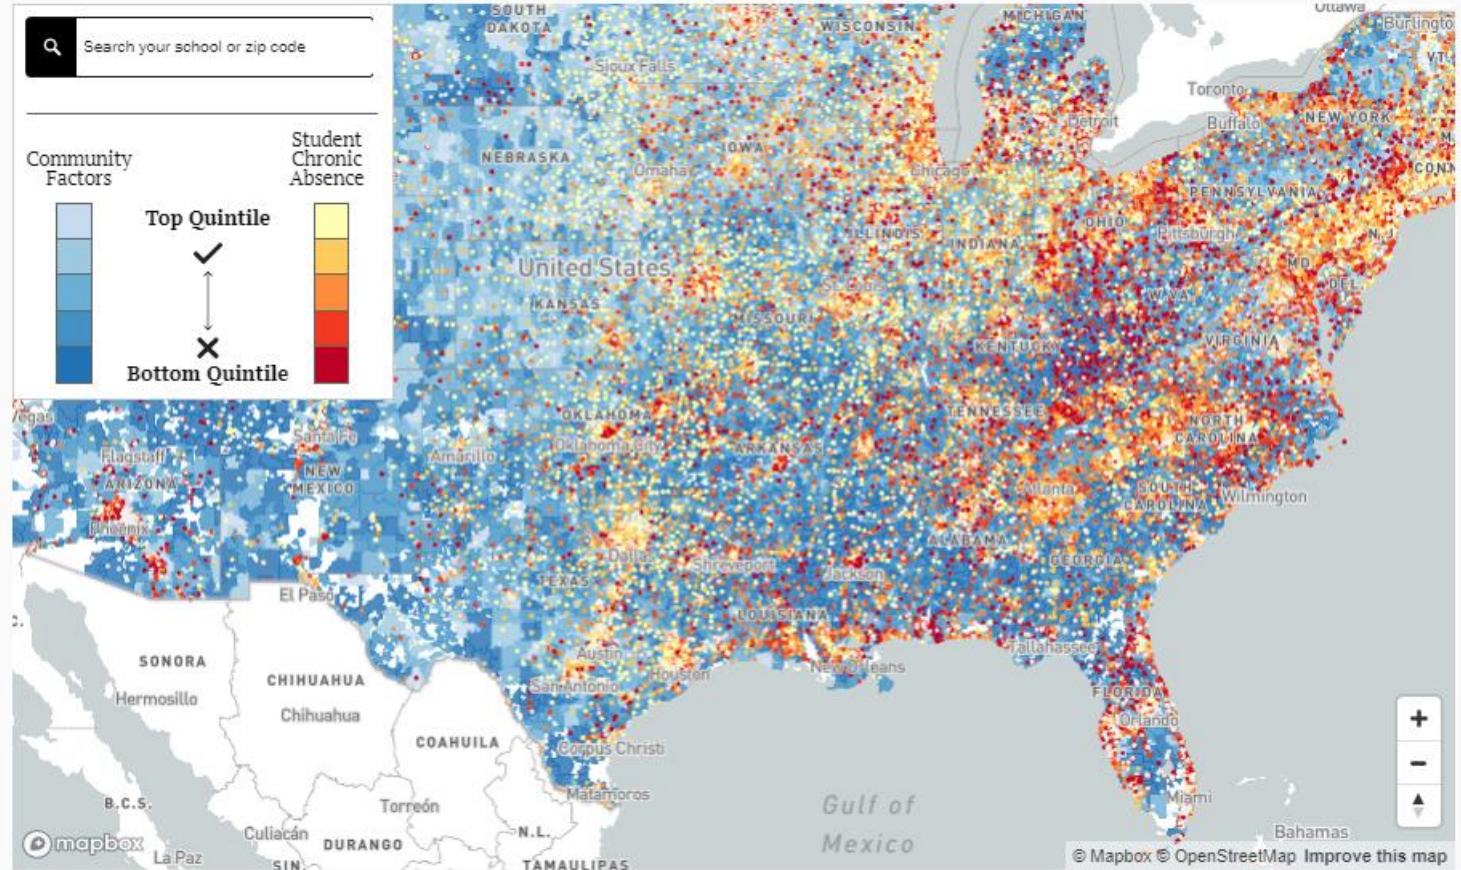 Search your school or zip code
Community
Factors
Student
Chronic
Absence
Top Quintile
Bottom Quintile
SOUTH
DAKOTA
WISCONSIN
MICHIGAN
Ottawa
Burlingto
VT.
Sioux Falls
Toronto
Buffalo
NEW YORK
Detroit
NEBRASKA
IOWA
Omaha
Chicago
CONN
PENNSYLVANIA
ILLINOIS
INDIANA
OHIO
Pittsburgh
N.J.
MD.
DEL.
United States
KANSAS
St. Louis
MISSOURI
W.VA.
KENTUCKY
VIRGINIA
Vegas
Flagstaff
Santa Fe
Amarillo
OKLAHOMA
Oklahoma City
ARKANSAS
TENNESSEE
NORTH
CAROLINA
ARIZONA
NEW
MEXICO
Phoenix
Atlanta
SOUTH
CAROLINA
Wilmington
Dallas
Shreveport
Jackson
ALABAMA
GEORGIA
TEXAS
El Paso
LOUISIANA
Austin
Houston
San Antonio
New Orleans
Tallahassee
FLORIDA
Orlando
SONORA
Hermosillo
CHIHUAHUA
Chihuahua
COAHUILA
Corpus Christi
Matamoros
B.C.S.
Torreón
Culiacán
DURANGO
N.L.
La Paz
SIN.
TAMAULIPAS
Gulf of
Mexico
Miami
Bahamas
mapbox
© Mapbox © OpenStreetMap Improve this map